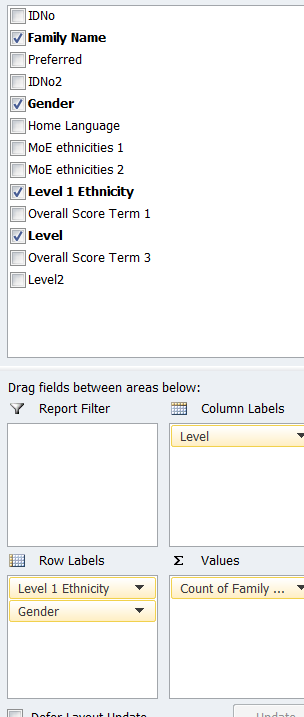 IDNo
Family Name
Preferred
IDNo2
Gender
Home Language
MoE ethnicities 1
MoE ethnicities 2
Level 1 Ethnicity
Overall Score Term 1
Level
Overall Score Term 3
Level2
Drag fields between areas below:
Report Filter
Column Labels
Level
Row Labels
Σ Values
Level 1 Ethnicity
Count of Family ...
Gender
Defer Layout Update
Update